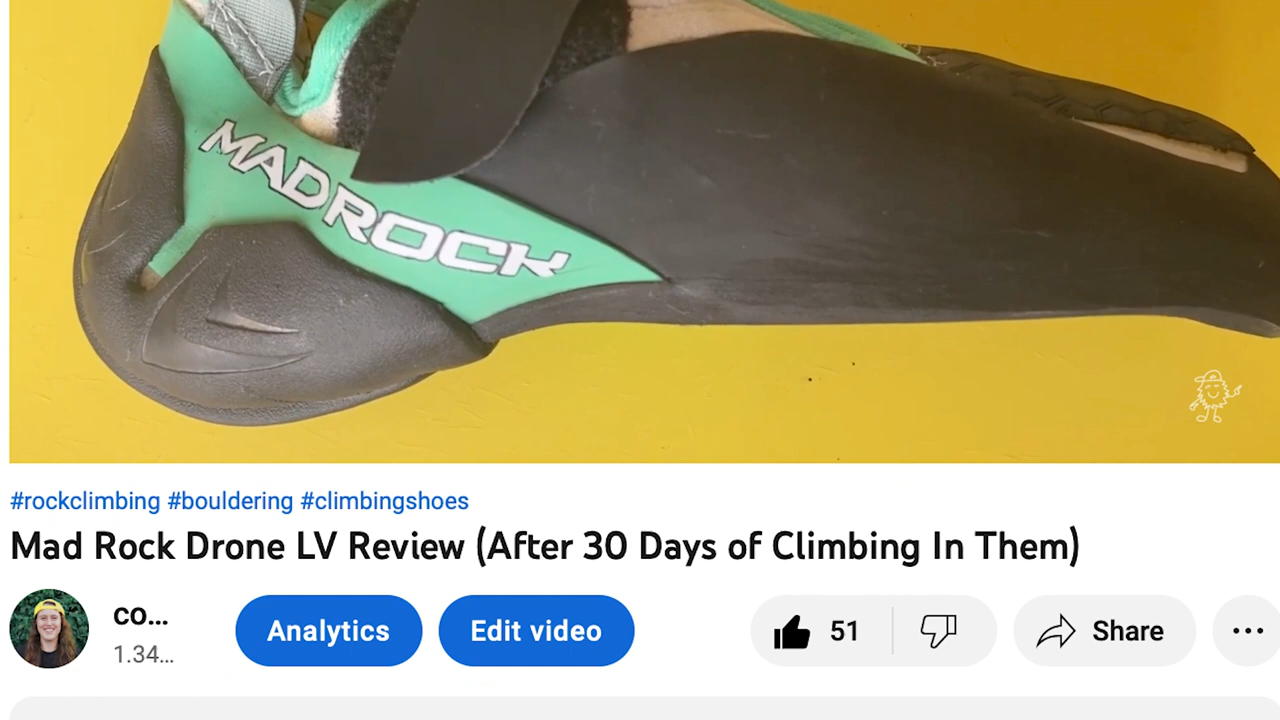 MADROCK
#rockclimbing #bouldering #climbingshoes
Mad Rock Drone LV Review (After 30 Days of Climbing In Them)
co...
Analytics
Edit video
51
Share
1.34...